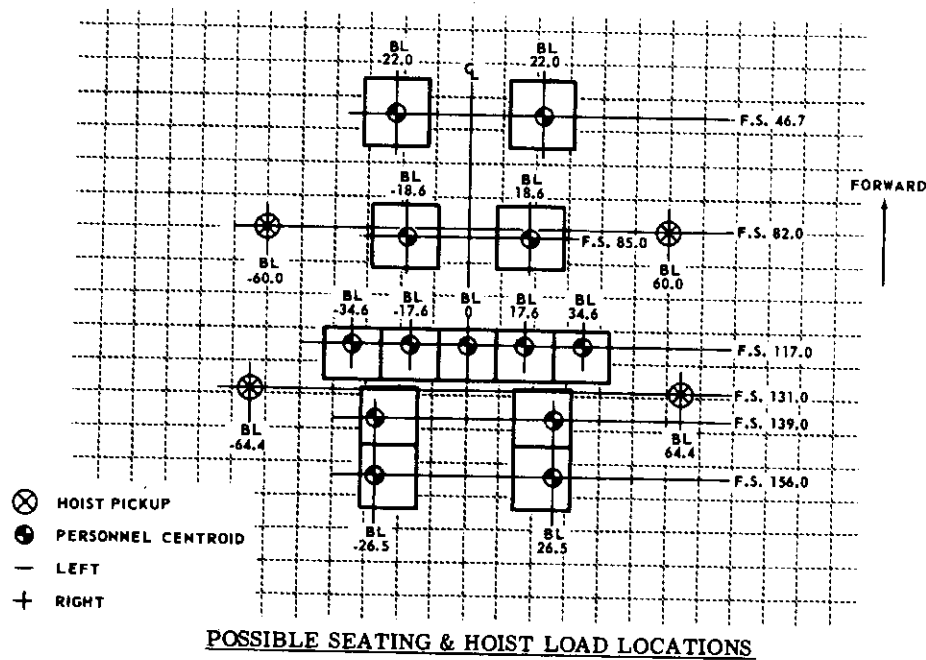 BL
-22.0
BL
22.0
℄
F.S. 46.7
FORWARD
BL
-18.6
BL
18.6
F.S. 82.0
F.S. 85.0
BL
-60.0
BL
60.0
BL
-34.6
BL
-17.6
BL
0
BL
17.6
BL
34.6
F.S. 117.0
F.S. 131.0
BL
-64.4
F.S. 139.0
BL
64.4
F.S. 156.0
BL
-26.5
BL
26.5
HOIST PICKUP
PERSONNEL CENTROID
— LEFT
+ RIGHT
POSSIBLE SEATING & HOIST LOAD LOCATIONS